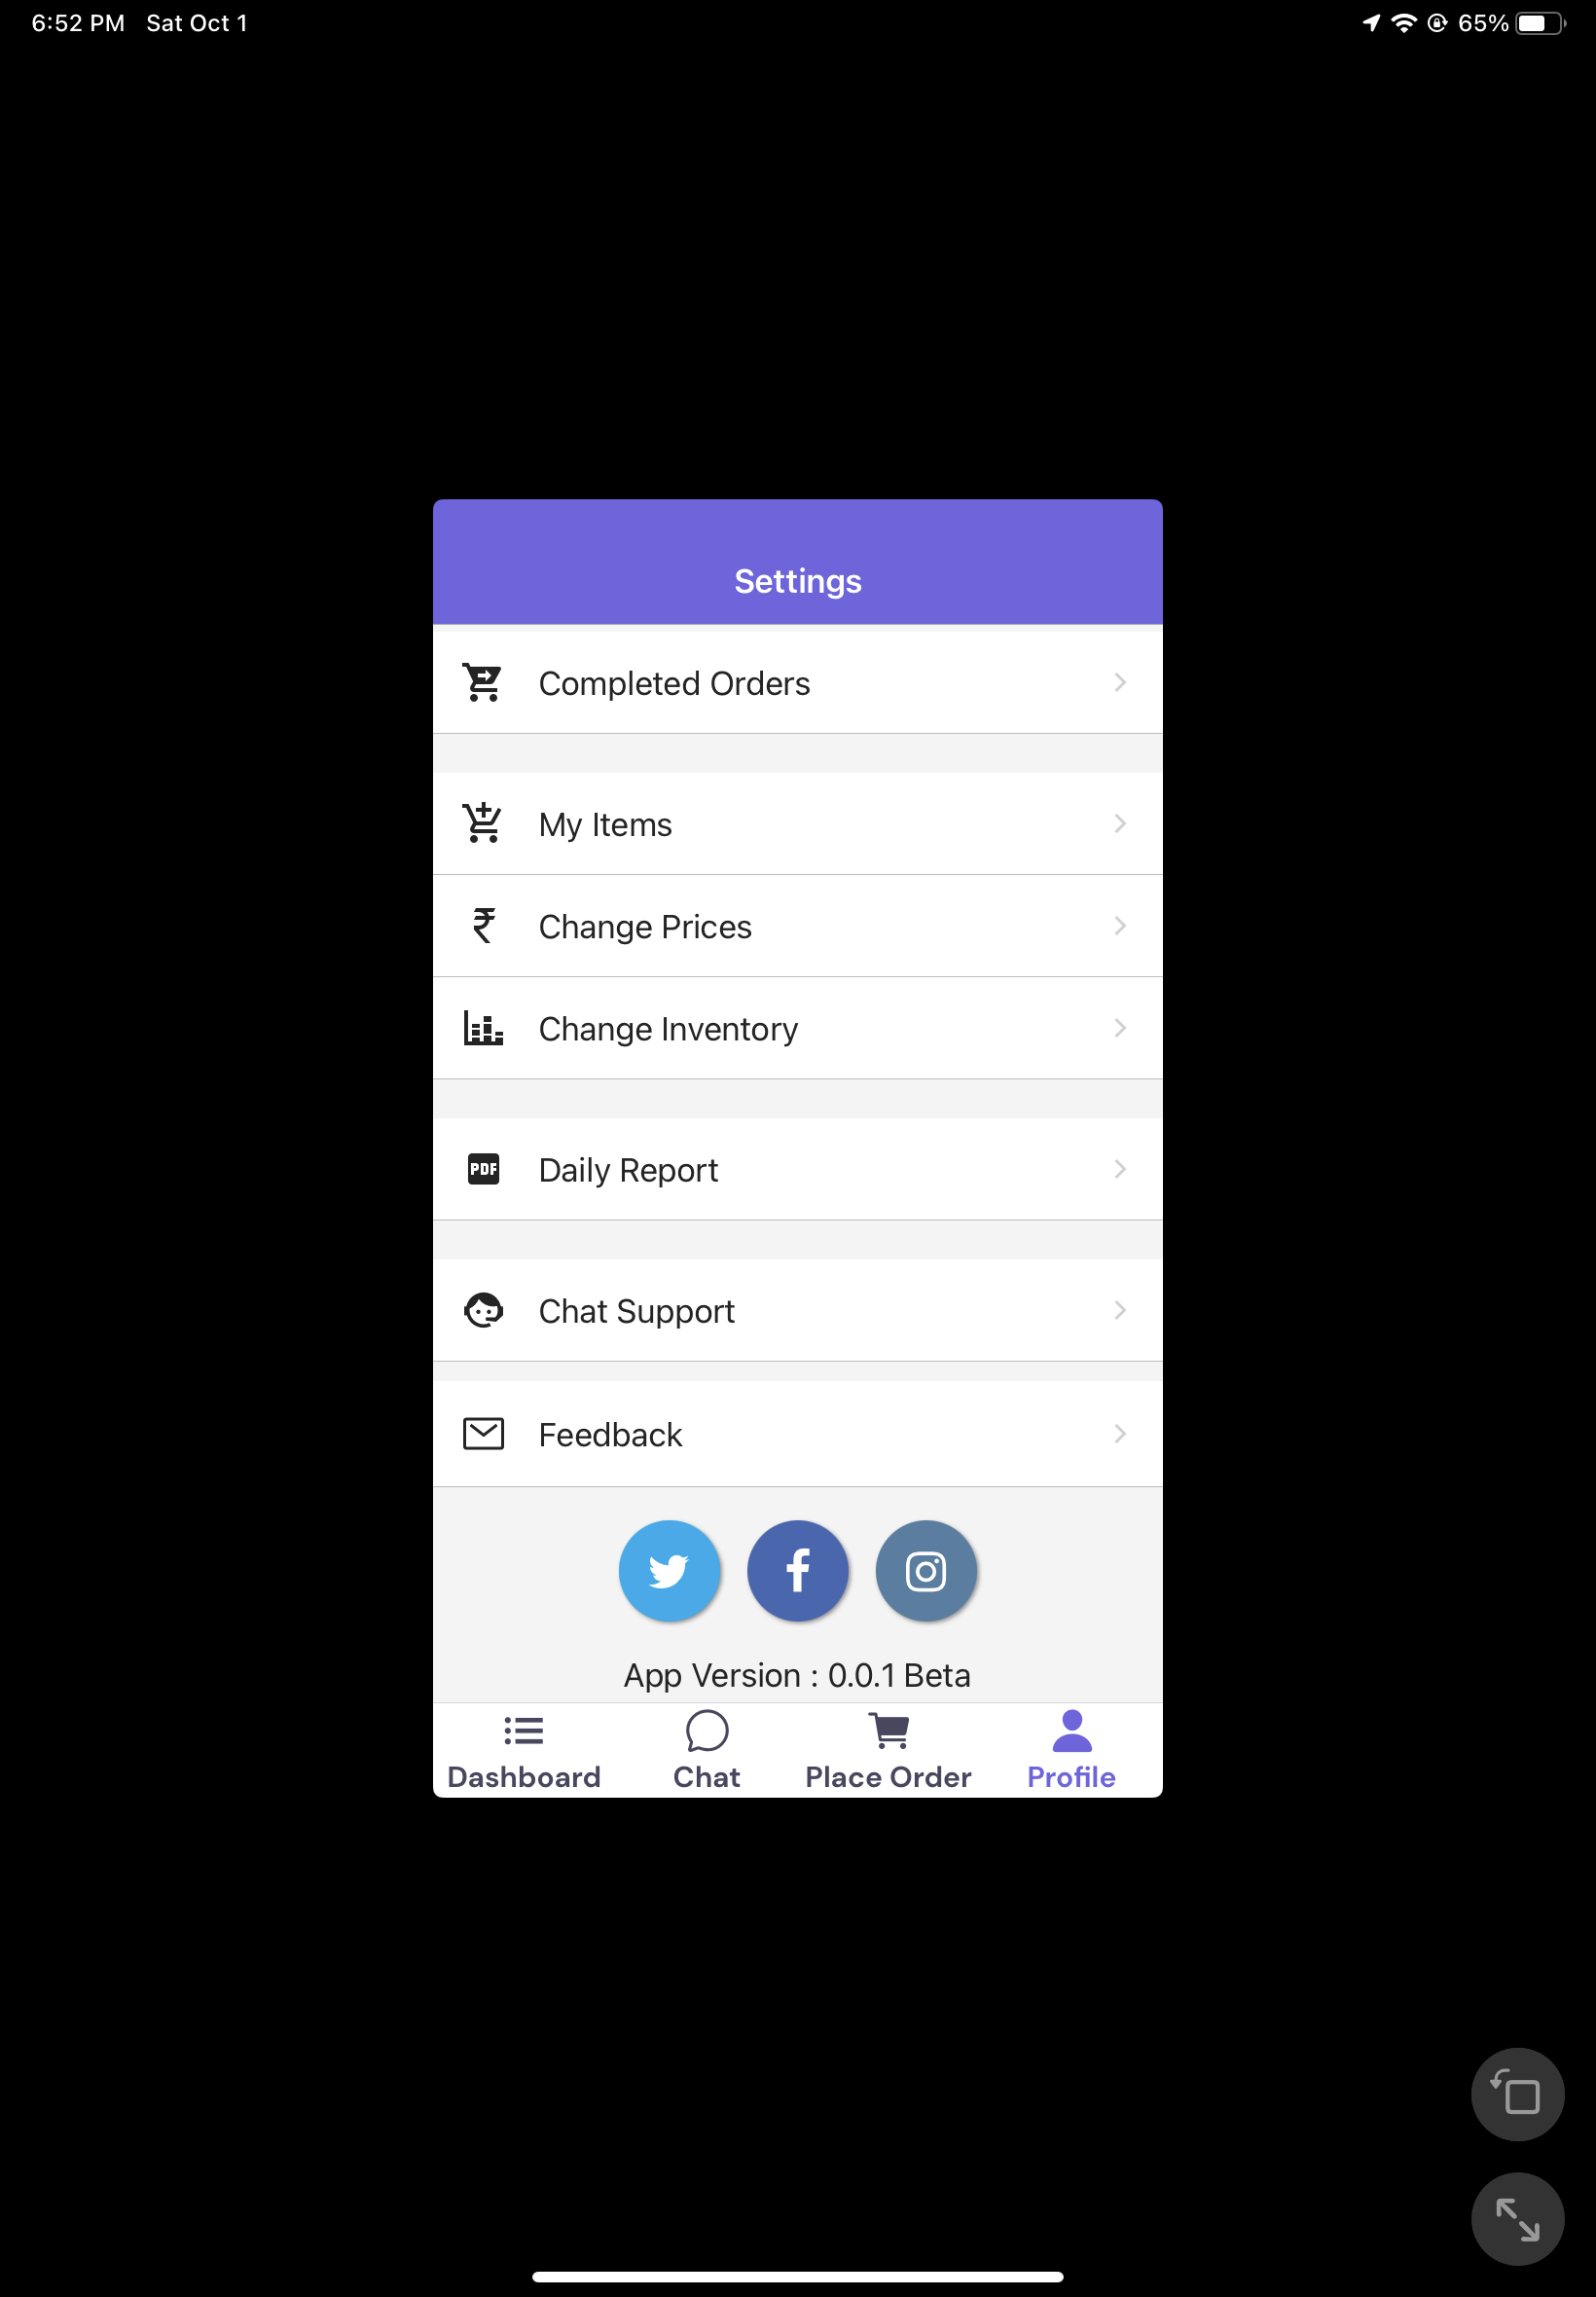 6:52 PM Sat Oct 1 65%
Settings
Completed Orders
My Items
₹ Change Prices
Change Inventory
PDF Daily Report
Chat Support
Feedback
App Version : 0.0.1 Beta
Dashboard Chat Place Order Profile